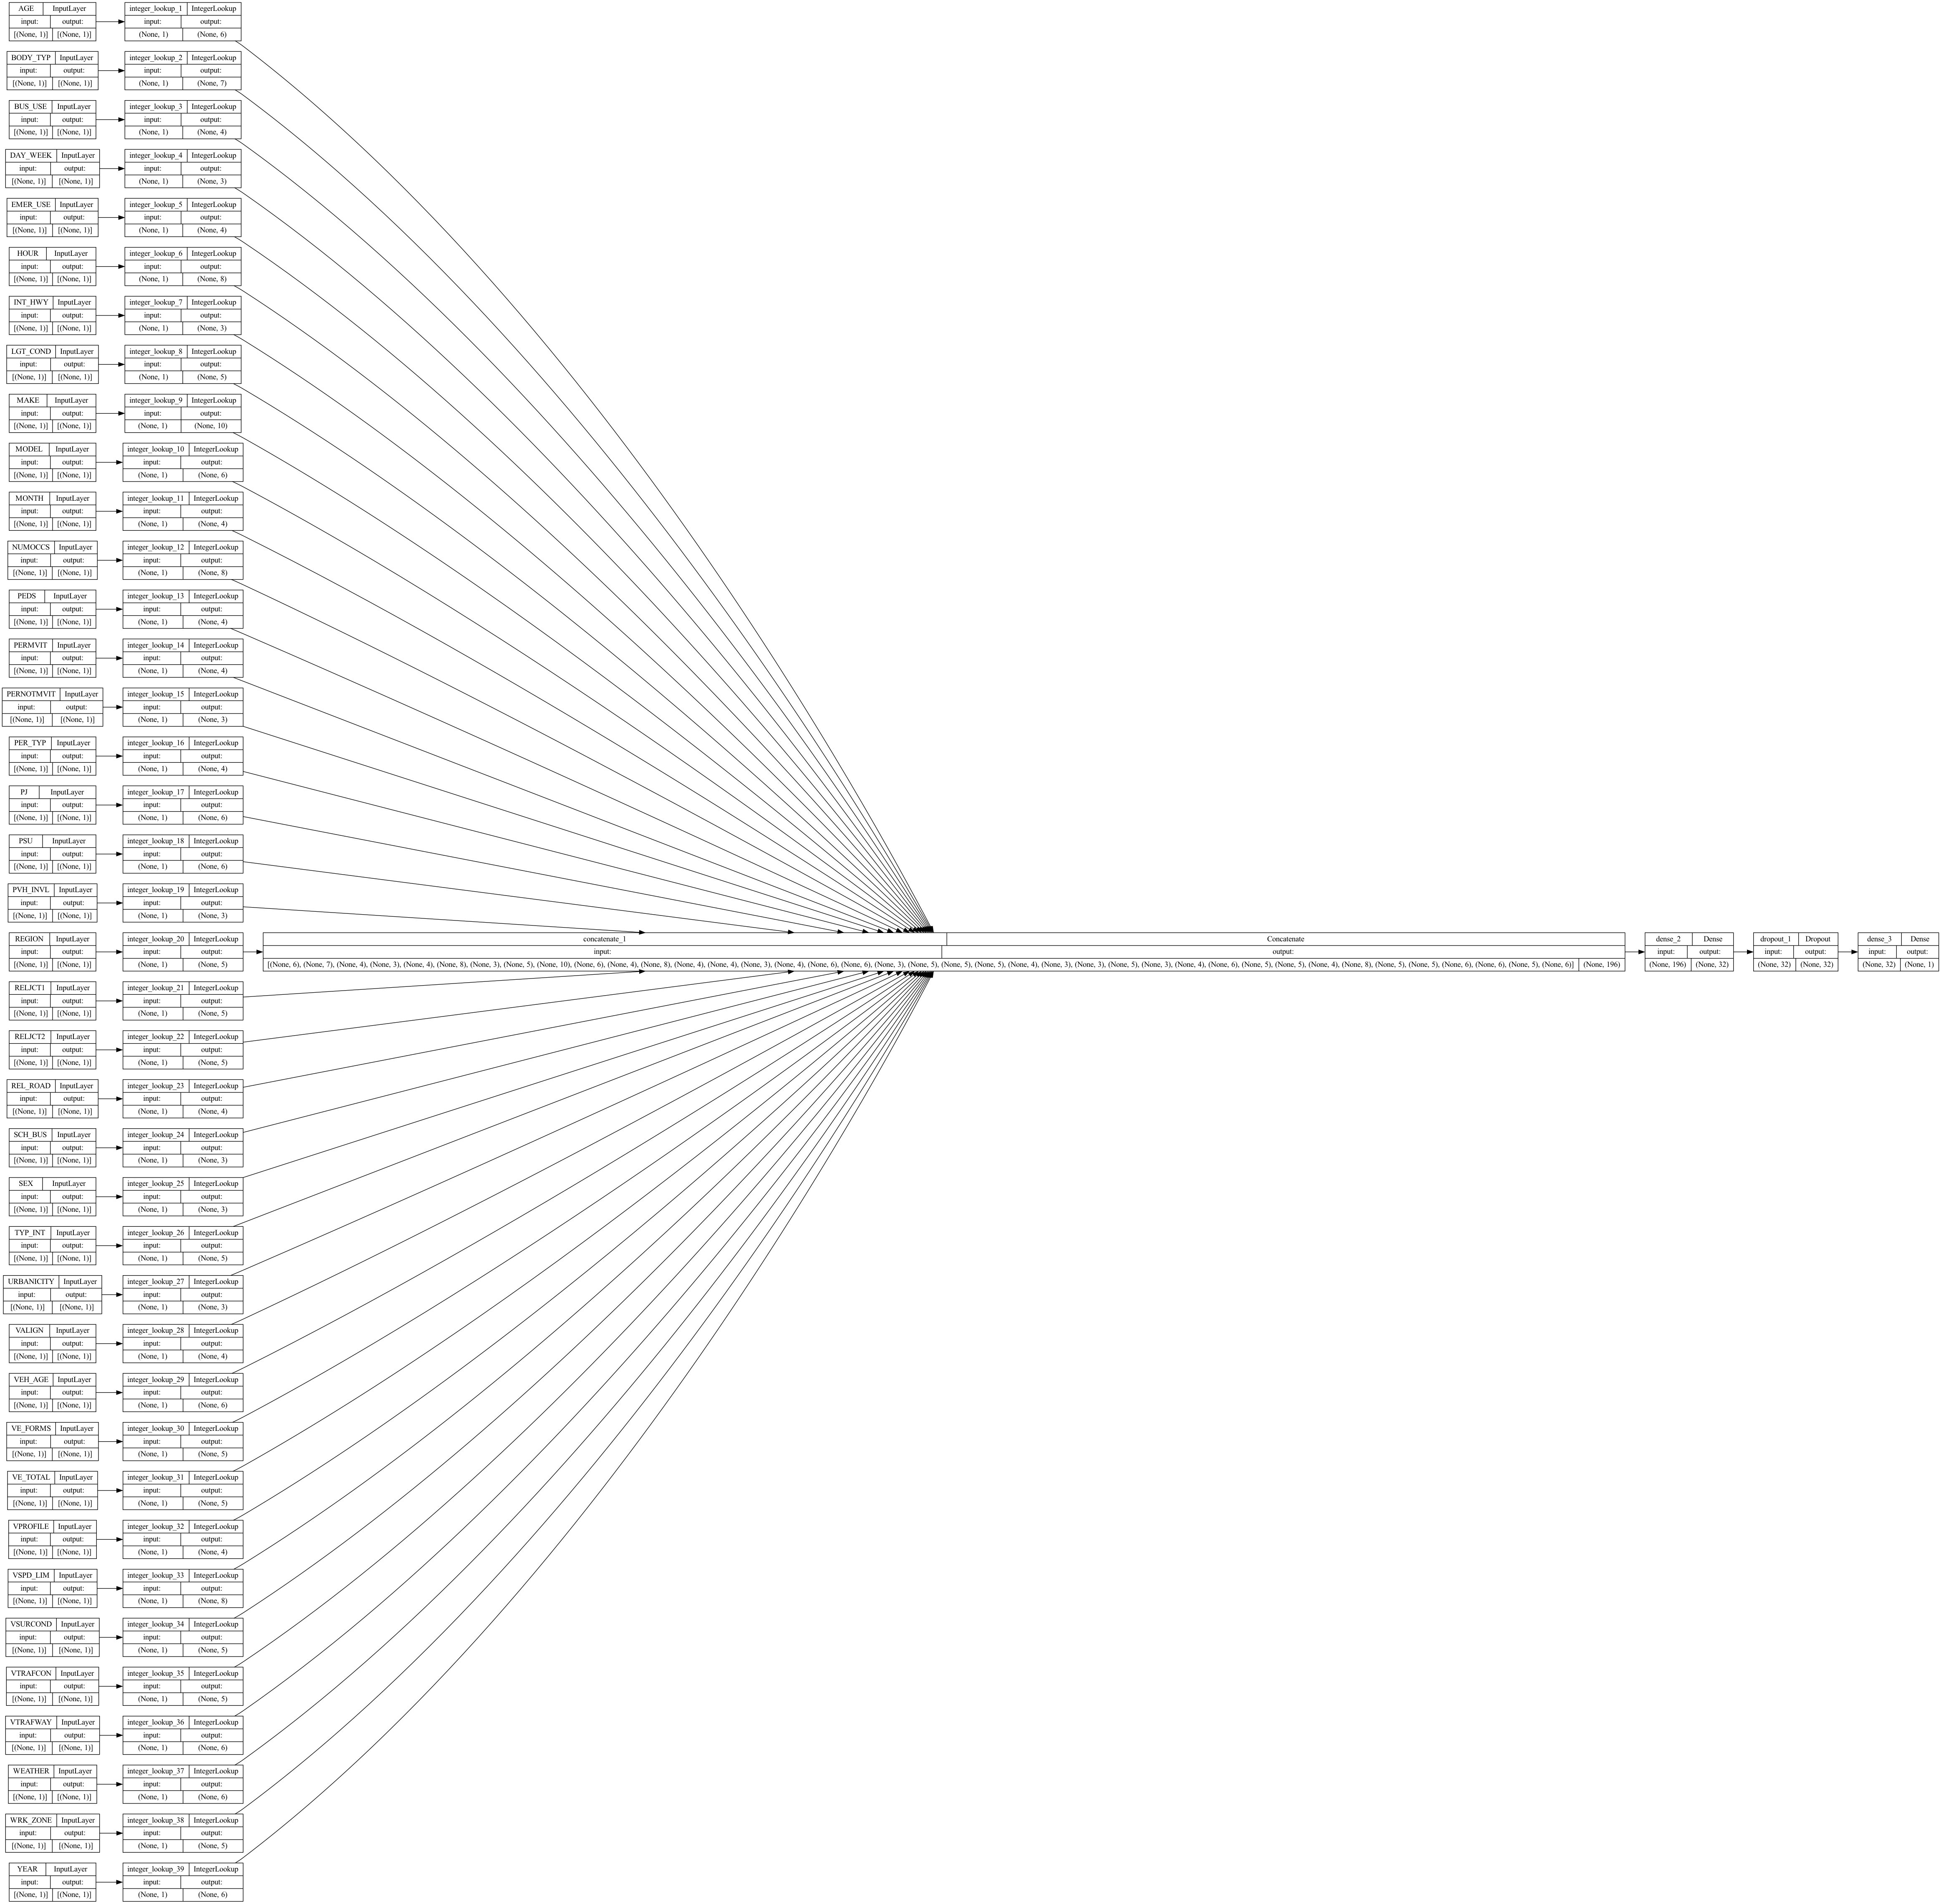 AGE InputLayer integer_lookup_1 IntegerLookup
input: output: input: output:
[(None, 1)] [(None, 1)] (None, 1) (None, 6)
BODY_TYP InputLayer integer_lookup_2 IntegerLookup
input: output: input: output:
[(None, 1)] [(None, 1)] (None, 1) (None, 7)
BUS_USE InputLayer integer_lookup_3 IntegerLookup
input: output: input: output:
[(None, 1)] [(None, 1)] (None, 1) (None, 4)
DAY_WEEK InputLayer integer_lookup_4 IntegerLookup
input: output: input: output:
[(None, 1)] [(None, 1)] (None, 1) (None, 3)
EMER_USE InputLayer integer_lookup_5 IntegerLookup
input: output: input: output:
[(None, 1)] [(None, 1)] (None, 1) (None, 4)
HOUR InputLayer integer_lookup_6 IntegerLookup
input: output: input: output:
[(None, 1)] [(None, 1)] (None, 1) (None, 8)
INT_HWY InputLayer integer_lookup_7 IntegerLookup
input: output: input: output:
[(None, 1)] [(None, 1)] (None, 1) (None, 3)
LGT_COND InputLayer integer_lookup_8 IntegerLookup
input: output: input: output:
[(None, 1)] [(None, 1)] (None, 1) (None, 5)
MAKE InputLayer integer_lookup_9 IntegerLookup
input: output: input: output:
[(None, 1)] [(None, 1)] (None, 1) (None, 10)
MODEL InputLayer integer_lookup_10 IntegerLookup
input: output: input: output:
[(None, 1)] [(None, 1)] (None, 1) (None, 6)
MONTH InputLayer integer_lookup_11 IntegerLookup
input: output: input: output:
[(None, 1)] [(None, 1)] (None, 1) (None, 4)
NUMOCCS InputLayer integer_lookup_12 IntegerLookup
input: output: input: output:
[(None, 1)] [(None, 1)] (None, 1) (None, 8)
PEDS InputLayer integer_lookup_13 IntegerLookup
input: output: input: output:
[(None, 1)] [(None, 1)] (None, 1) (None, 4)
PERMVIT InputLayer integer_lookup_14 IntegerLookup
input: output: input: output:
[(None, 1)] [(None, 1)] (None, 1) (None, 4)
PERNOTMVIT InputLayer integer_lookup_15 IntegerLookup
input: output: input: output:
[(None, 1)] [(None, 1)] (None, 1) (None, 3)
PER_TYP InputLayer integer_lookup_16 IntegerLookup
input: output: input: output:
[(None, 1)] [(None, 1)] (None, 1) (None, 4)
PJ InputLayer integer_lookup_17 IntegerLookup
input: output: input: output:
[(None, 1)] [(None, 1)] (None, 1) (None, 6)
PSU InputLayer integer_lookup_18 IntegerLookup
input: output: input: output:
[(None, 1)] [(None, 1)] (None, 1) (None, 6)
PVH_INVL InputLayer integer_lookup_19 IntegerLookup
input: output: input: output:
[(None, 1)] [(None, 1)] (None, 1) (None, 3)
REGION InputLayer integer_lookup_20 IntegerLookup concatenate_1 Concatenate dense_2 Dense dropout_1 Dropout dense_3 Dense
input: output: input: output: input: output: input: output: input: output: input: output:
[(None, 1)] [(None, 1)] (None, 1) (None, 5) [(None, 6), (None, 7), (None, 4), (None, 3), (None, 4), (None, 8), (None, 3), (None, 5), (None, 10), (None, 6), (None, 4), (None, 8), (None, 4), (None, 4), (None, 3), (None, 4), (None, 6), (None, 6), (None, 3), (None, 5), (None, 5), (None, 5), (None, 4), (None, 3), (None, 3), (None, 5), (None, 3), (None, 4), (None, 6), (None, 5), (None, 5), (None, 4), (None, 8), (None, 5), (None, 5), (None, 6), (None, 6), (None, 5), (None, 6)] (None, 196) (None, 196) (None, 32) (None, 32) (None, 32) (None, 32) (None, 1)
RELJCT1 InputLayer integer_lookup_21 IntegerLookup
input: output: input: output:
[(None, 1)] [(None, 1)] (None, 1) (None, 5)
RELJCT2 InputLayer integer_lookup_22 IntegerLookup
input: output: input: output:
[(None, 1)] [(None, 1)] (None, 1) (None, 5)
REL_ROAD InputLayer integer_lookup_23 IntegerLookup
input: output: input: output:
[(None, 1)] [(None, 1)] (None, 1) (None, 4)
SCH_BUS InputLayer integer_lookup_24 IntegerLookup
input: output: input: output:
[(None, 1)] [(None, 1)] (None, 1) (None, 3)
SEX InputLayer integer_lookup_25 IntegerLookup
input: output: input: output:
[(None, 1)] [(None, 1)] (None, 1) (None, 3)
TYP_INT InputLayer integer_lookup_26 IntegerLookup
input: output: input: output:
[(None, 1)] [(None, 1)] (None, 1) (None, 5)
URBANICITY InputLayer integer_lookup_27 IntegerLookup
input: output: input: output:
[(None, 1)] [(None, 1)] (None, 1) (None, 3)
VALIGN InputLayer integer_lookup_28 IntegerLookup
input: output: input: output:
[(None, 1)] [(None, 1)] (None, 1) (None, 4)
VEH_AGE InputLayer integer_lookup_29 IntegerLookup
input: output: input: output:
[(None, 1)] [(None, 1)] (None, 1) (None, 6)
VE_FORMS InputLayer integer_lookup_30 IntegerLookup
input: output: input: output:
[(None, 1)] [(None, 1)] (None, 1) (None, 5)
VE_TOTAL InputLayer integer_lookup_31 IntegerLookup
input: output: input: output:
[(None, 1)] [(None, 1)] (None, 1) (None, 5)
VPROFILE InputLayer integer_lookup_32 IntegerLookup
input: output: input: output:
[(None, 1)] [(None, 1)] (None, 1) (None, 4)
VSPD_LIM InputLayer integer_lookup_33 IntegerLookup
input: output: input: output:
[(None, 1)] [(None, 1)] (None, 1) (None, 8)
VSURCOND InputLayer integer_lookup_34 IntegerLookup
input: output: input: output:
[(None, 1)] [(None, 1)] (None, 1) (None, 5)
VTRAFCON InputLayer integer_lookup_35 IntegerLookup
input: output: input: output:
[(None, 1)] [(None, 1)] (None, 1) (None, 5)
VTRAFWAY InputLayer integer_lookup_36 IntegerLookup
input: output: input: output:
[(None, 1)] [(None, 1)] (None, 1) (None, 6)
WEATHER InputLayer integer_lookup_37 IntegerLookup
input: output: input: output:
[(None, 1)] [(None, 1)] (None, 1) (None, 6)
WRK_ZONE InputLayer integer_lookup_38 IntegerLookup
input: output: input: output:
[(None, 1)] [(None, 1)] (None, 1) (None, 5)
YEAR InputLayer integer_lookup_39 IntegerLookup
input: output: input: output:
[(None, 1)] [(None, 1)] (None, 1) (None, 6)